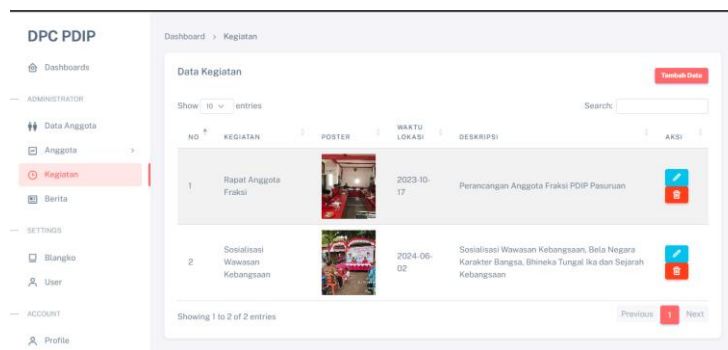 DPC PDIP
Dashboards
ADMINISTRATOR
Data Anggota
Anggota
Kegiatan
Berita
SETTINGS
Blangko
User
ACCOUNT
Profile
Dashboard > Kegiatan
Data Kegiatan
Tambah Data
Show 10 entries
Search:
NO KEGIATAN POSTER WAKTU LOKASI DESKRIPSI AKSI
1 Rapat Anggota Fraksi 2023-10-17 Perancangan Anggota Fraksi PDIP Pasuruan
2 Sosialisasi Wawasan Kebangsaan 2024-06-02 Sosialisasi Wawasan Kebangsaan, Bela Negara
Karakter Bangsa, Bhineka Tungal Ika dan Sejarah
Kebangsaan
Showing 1 to 2 of 2 entries
Previous 1 Next